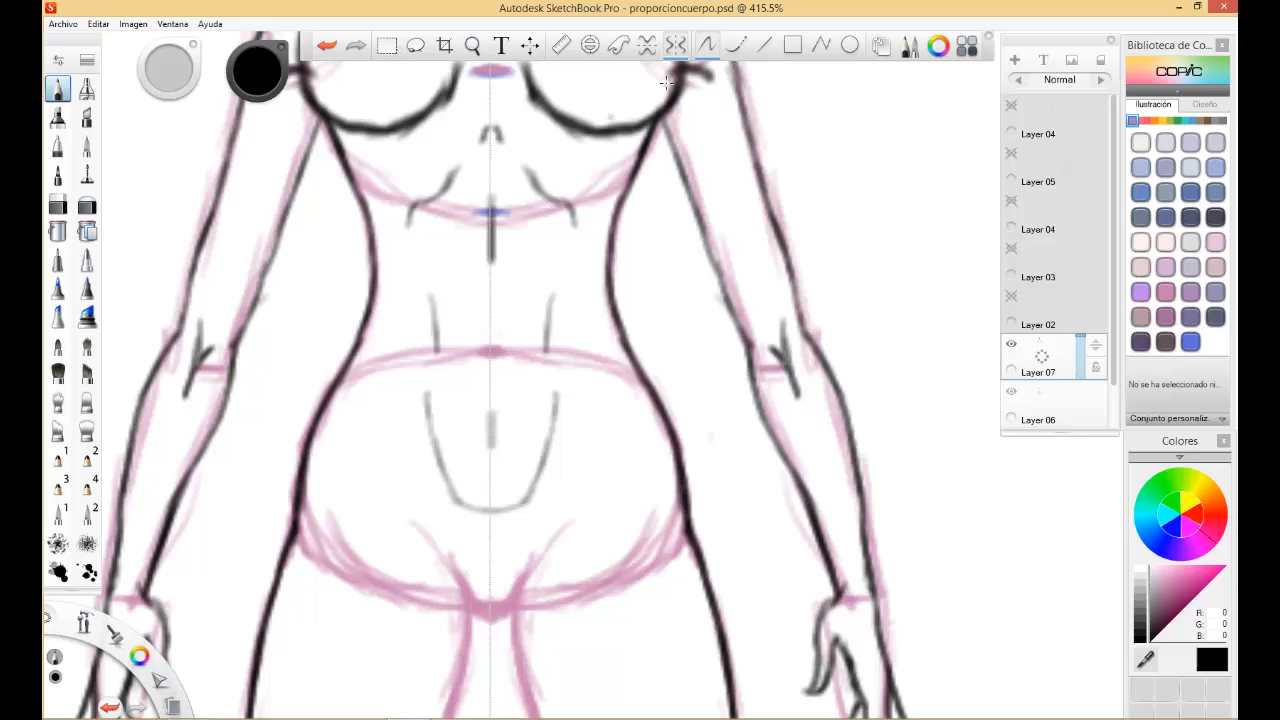 Autodesk SketchBook Pro - proporcioncuerpo.psd @ 415.5%
Archivo Editar Imagen Ventana Ayuda
T
Normal
Layer 04
Layer 05
Layer 04
Layer 03
Layer 02
Layer 07
Layer 06
Biblioteca de Co...
COPIC
Ilustración Diseño
No se ha seleccionado ni...
Conjunto personaliz.
Colores
R: 0
G: 0
B: 0
1 2
3 4
1 2